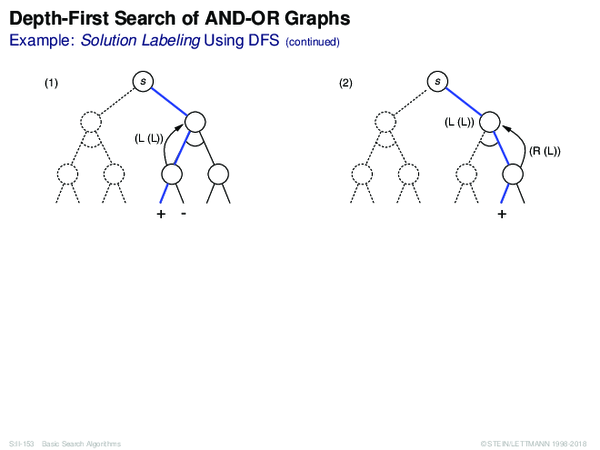 Depth-First Search of AND-OR Graphs
Example: Solution Labeling Using DFS (continued)
(1)
s
(L (L))
+ -
(2)
s
(L (L))
(R (L))
+
S:II-153 Basic Search Algorithms
© STEIN/LETTMANN 1998-2018